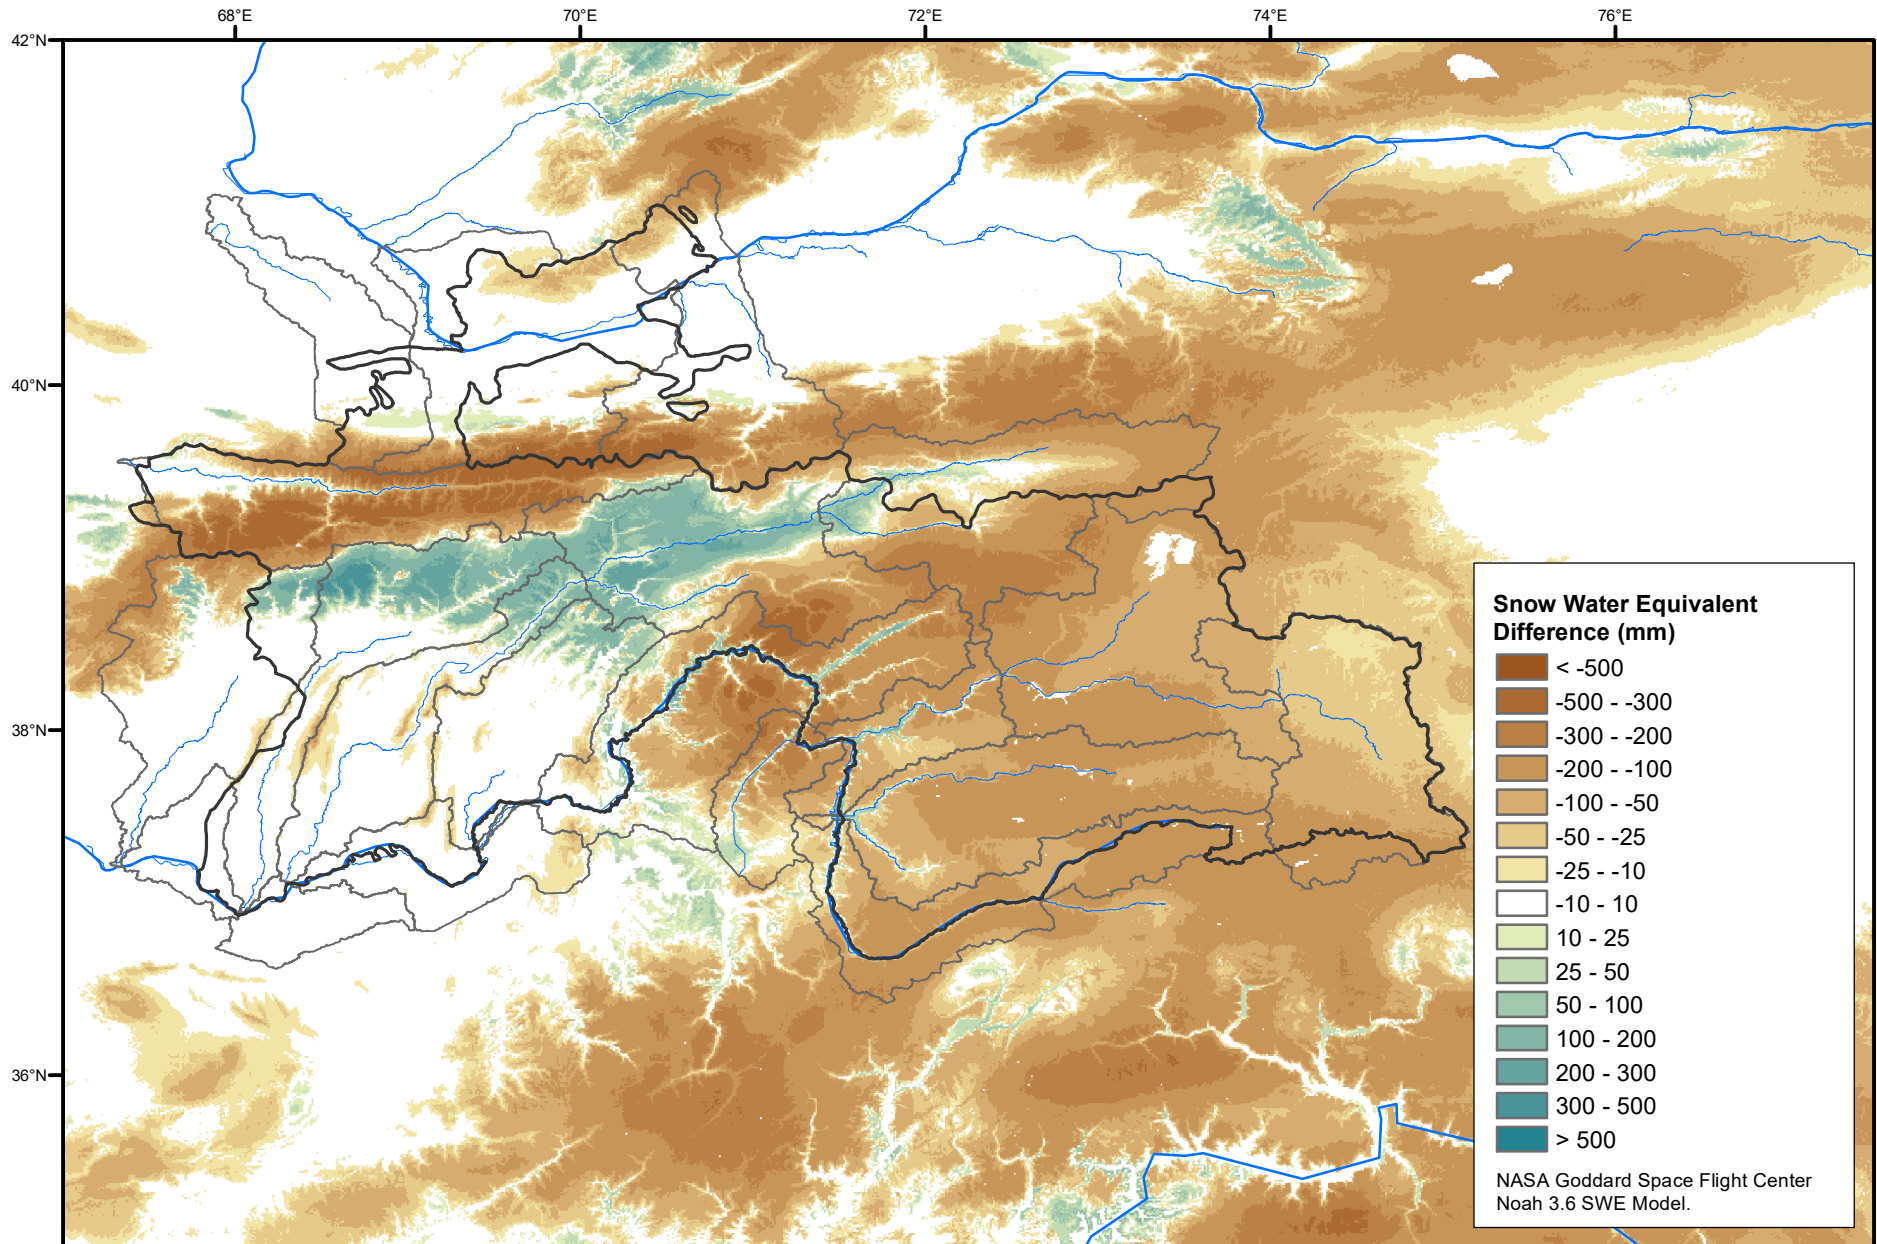 68°E
70°E
72°E
74°E
76°E
42°N
40°N
38°N
36°N
Snow Water Equivalent
Difference (mm)
< -500
-500 - -300
-300 - -200
-200 - -100
-100 - -50
-50 - -25
-25 - -10
-10 - 10
10 - 25
25 - 50
50 - 100
100 - 200
200 - 300
300 - 500
> 500
NASA Goddard Space Flight Center
Noah 3.6 SWE Model.